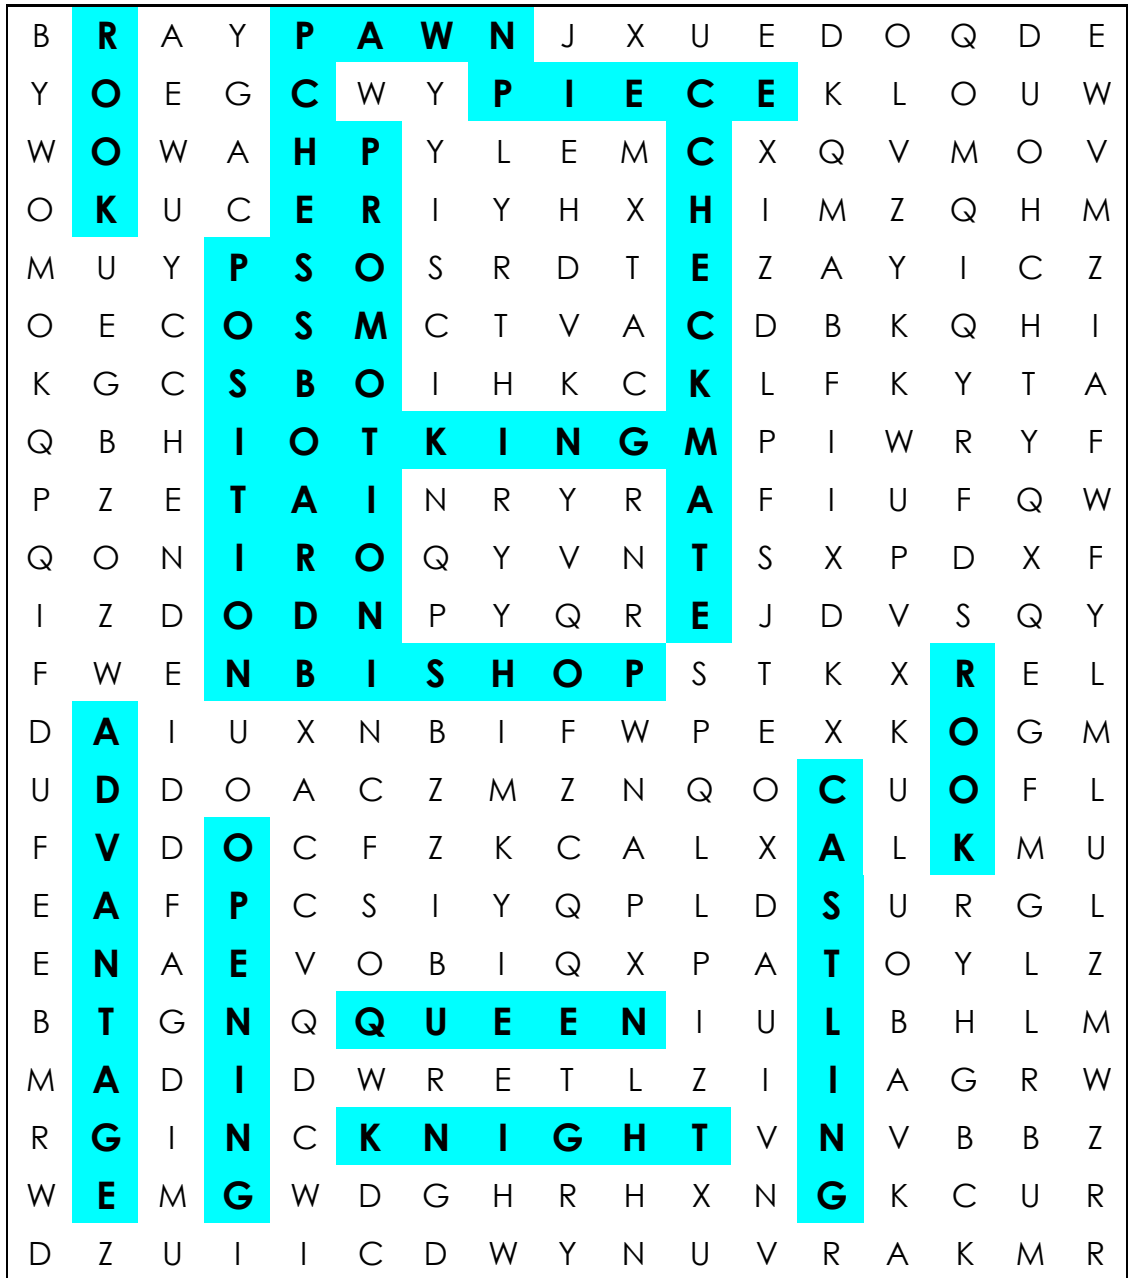 B R A Y P A W N J X U E D O Q D E
Y O E G C W Y P I E C E K L O U W
W O W A H P Y L E M C X Q V M O V
O K U C E R I Y H X H I M Z Q H M
M U Y P S O S R D T E Z A Y I C Z
O E C O S M C T V A C D B K Q H I
K G C S B O I H K C K L F K Y T A
Q B H I O T K I N G M P I W R Y F
P Z E T A I N R Y R A F I U F Q W
Q O N I R O Q Y V N T S X P D X F
I Z D O D N P Y Q R E J D V S Q Y
F W E N B I S H O P S T K X R E L
D A I U X N B I F W P E X K O G M
U D D O A C Z M Z N Q O C U O F L
F V D O C F Z K C A L X A L K M U
E A F P C S I Y Q P L D S U R G L
E N A E V O B I Q X P A T O Y L Z
B T G N Q Q U E E N I U L B H L M
M A D I D W R E T L Z I I A G R W
R G I N C K N I G H T V N V B B Z
W E M G W D G H R H X N G K C U R
D Z U I I C D W Y N U V R A K M R